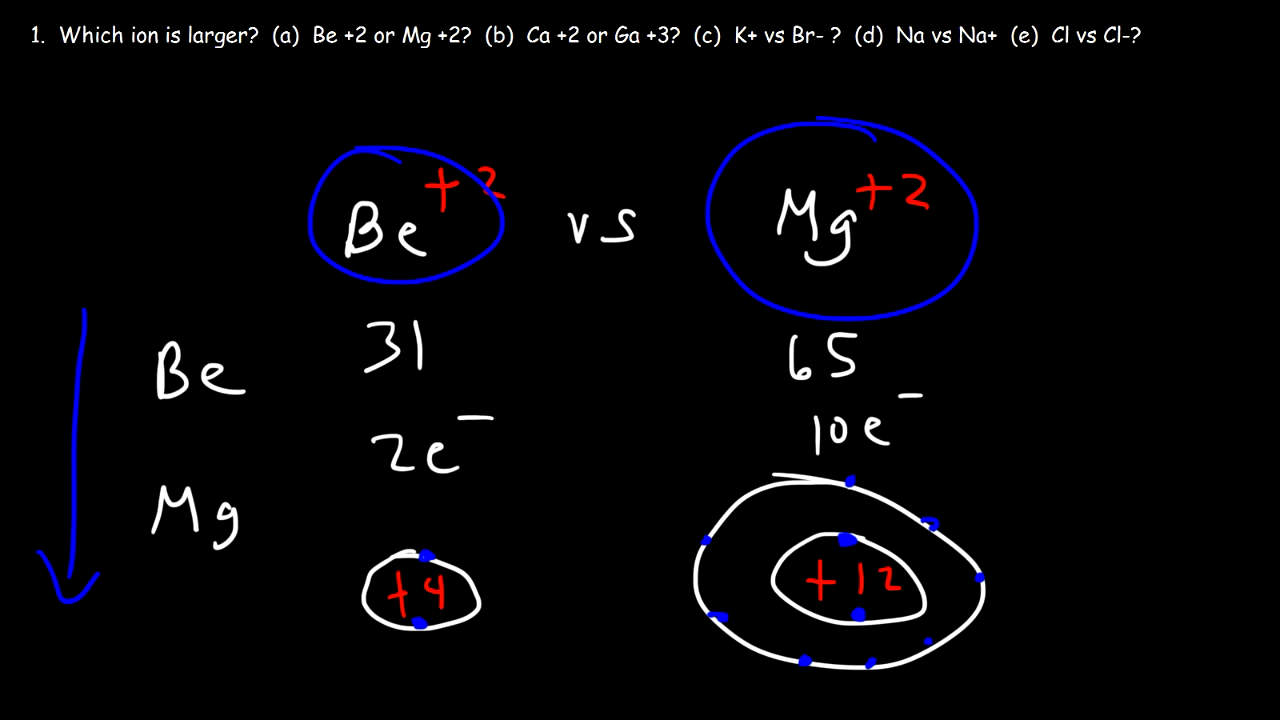 1. Which ion is larger? (a) Be +2 or Mg +2? (b) Ca +2 or Ga +3? (c) K+ vs Br- ? (d) Na vs Na+ (e) Cl vs Cl-?
Be +2 vs Mg +2
31 65
Be
2e⁻ 10e⁻
Mg
+4 +12